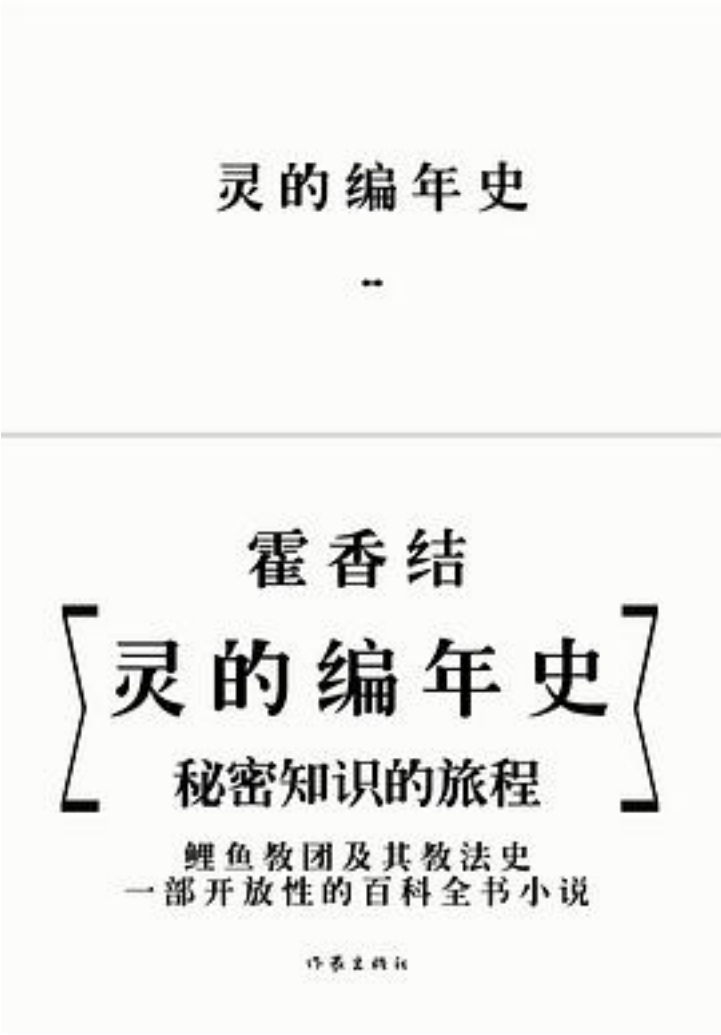 灵的编年史
霍香结
灵的编年史
秘密知识的旅程
鲤鱼教团及其教法史
一部开放性的百科全书小说
作家出版社